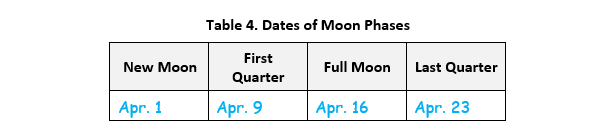 Table 4. Dates of Moon Phases
New Moon
First
Quarter
Full Moon
Last Quarter
Apr. 1
Apr. 9
Apr. 16
Apr. 23